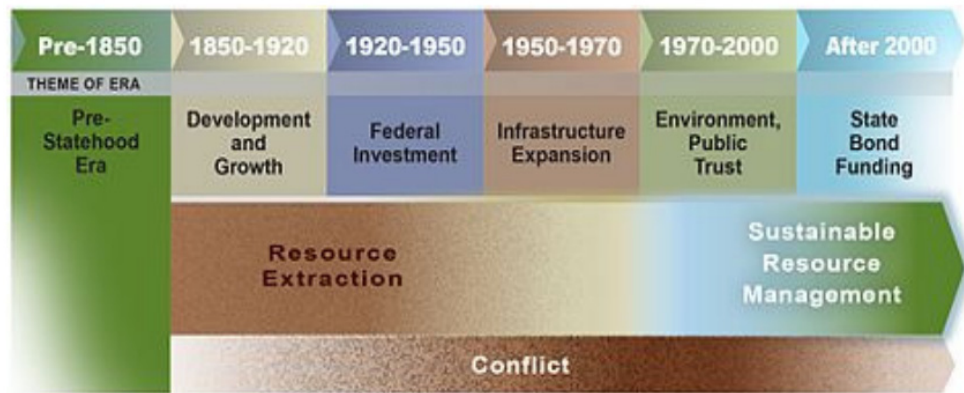 Pre-1850 1850-1920 1920-1950 1950-1970 1970-2000 After 2000
THEME OF ERA
Pre-
Statehood
Era
Development
and
Growth
Federal
Investment
Infrastructure
Expansion
Environment,
Public
Trust
State
Bond
Funding
Resource
Extraction
Sustainable
Resource
Management
Conflict